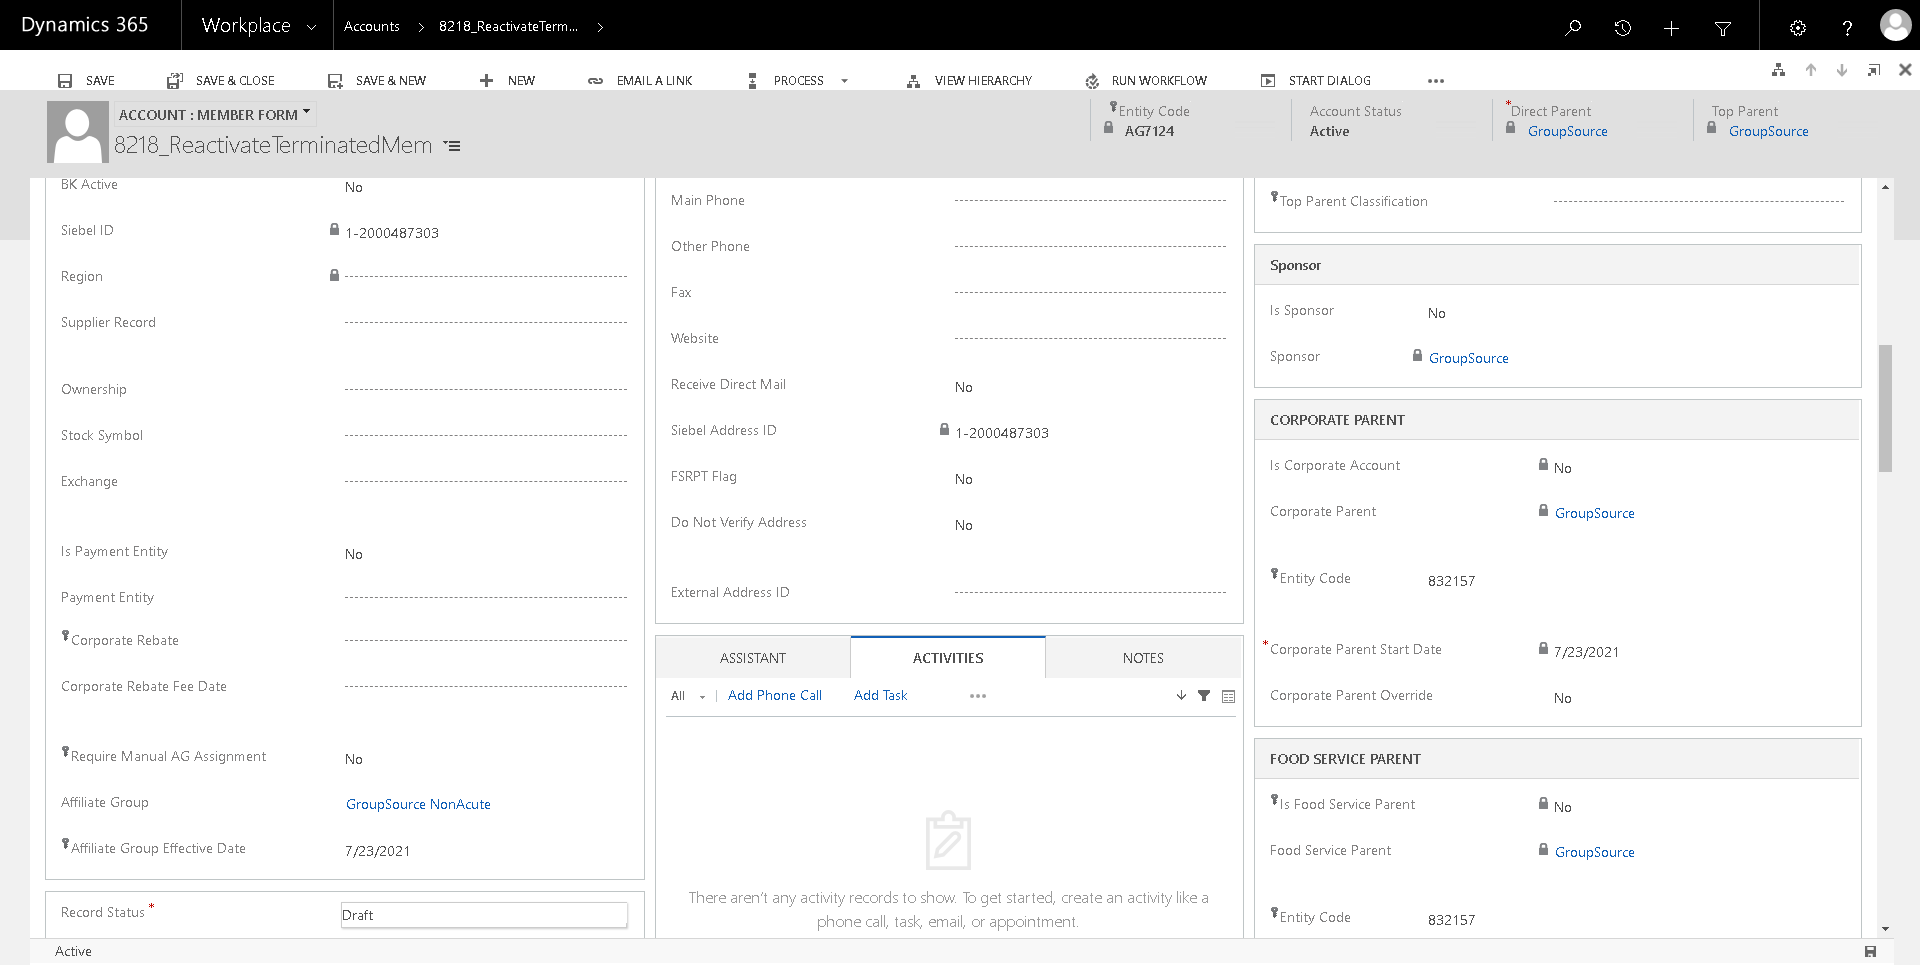 Dynamics 365
Workplace
Accounts
8218_ReactivateTerm...
SAVE
SAVE & CLOSE
SAVE & NEW
NEW
EMAIL A LINK
PROCESS
VIEW HIERARCHY
RUN WORKFLOW
START DIALOG
ACCOUNT : MEMBER FORM
8218_ReactivateTerminatedMem
Entity Code
AG7124
Account Status
Active
*Direct Parent
GroupSource
Top Parent
GroupSource
BK Active
No
Siebel ID
1-2000487303
Region
Supplier Record
Ownership
Stock Symbol
Exchange
Is Payment Entity
No
Payment Entity
Corporate Rebate
Corporate Rebate Fee Date
Require Manual AG Assignment
No
Affiliate Group
GroupSource NonAcute
Affiliate Group Effective Date
7/23/2021
Record Status *
Draft
Main Phone
Other Phone
Fax
Website
Receive Direct Mail
No
Siebel Address ID
1-2000487303
FSRPT Flag
No
Do Not Verify Address
No
External Address ID
ASSISTANT
ACTIVITIES
NOTES
All
Add Phone Call
Add Task
There aren't any activity records to show. To get started, create an activity like a
phone call, task, email, or appointment.
Top Parent Classification
Sponsor
Is Sponsor
No
Sponsor
GroupSource
CORPORATE PARENT
Is Corporate Account
No
Corporate Parent
GroupSource
Entity Code
832157
*Corporate Parent Start Date
7/23/2021
Corporate Parent Override
No
FOOD SERVICE PARENT
Is Food Service Parent
No
Food Service Parent
GroupSource
Entity Code
832157
Active